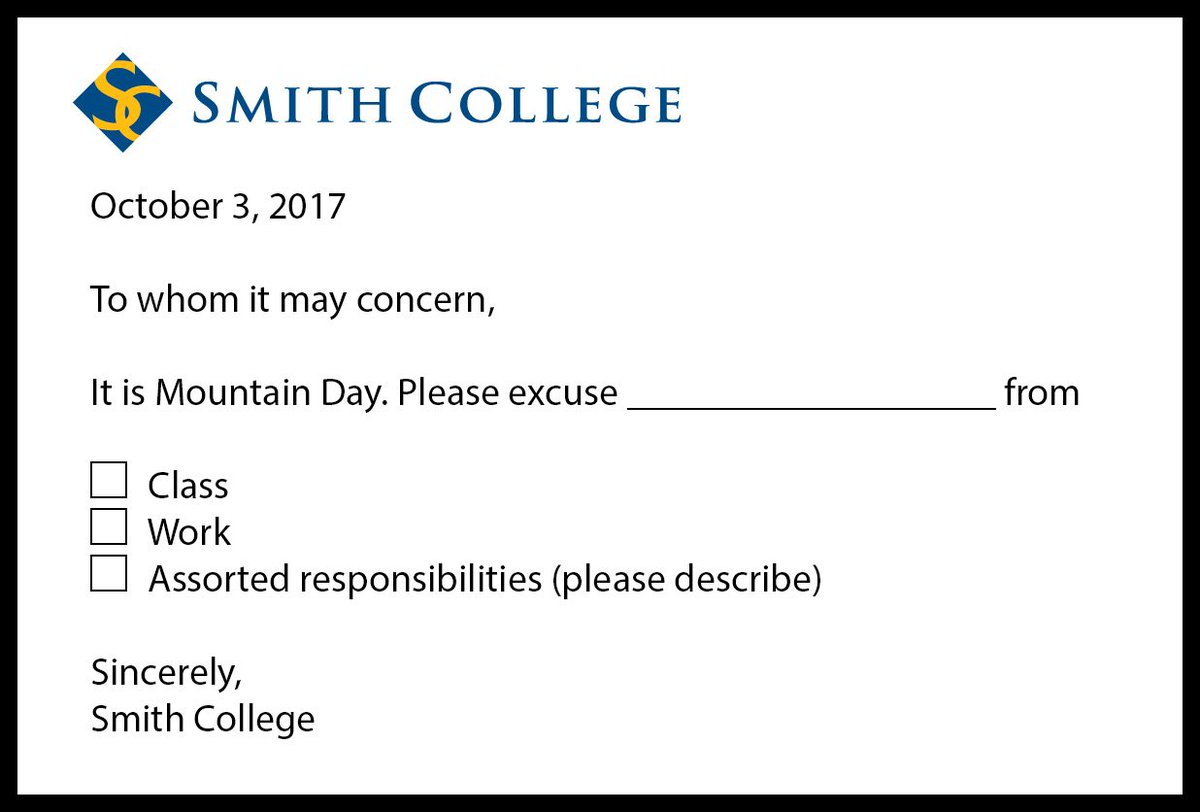 SC SMITH COLLEGE
October 3, 2017
To whom it may concern,
It is Mountain Day. Please excuse ____________________ from
Class
Work
Assorted responsibilities (please describe)
Sincerely,
Smith College